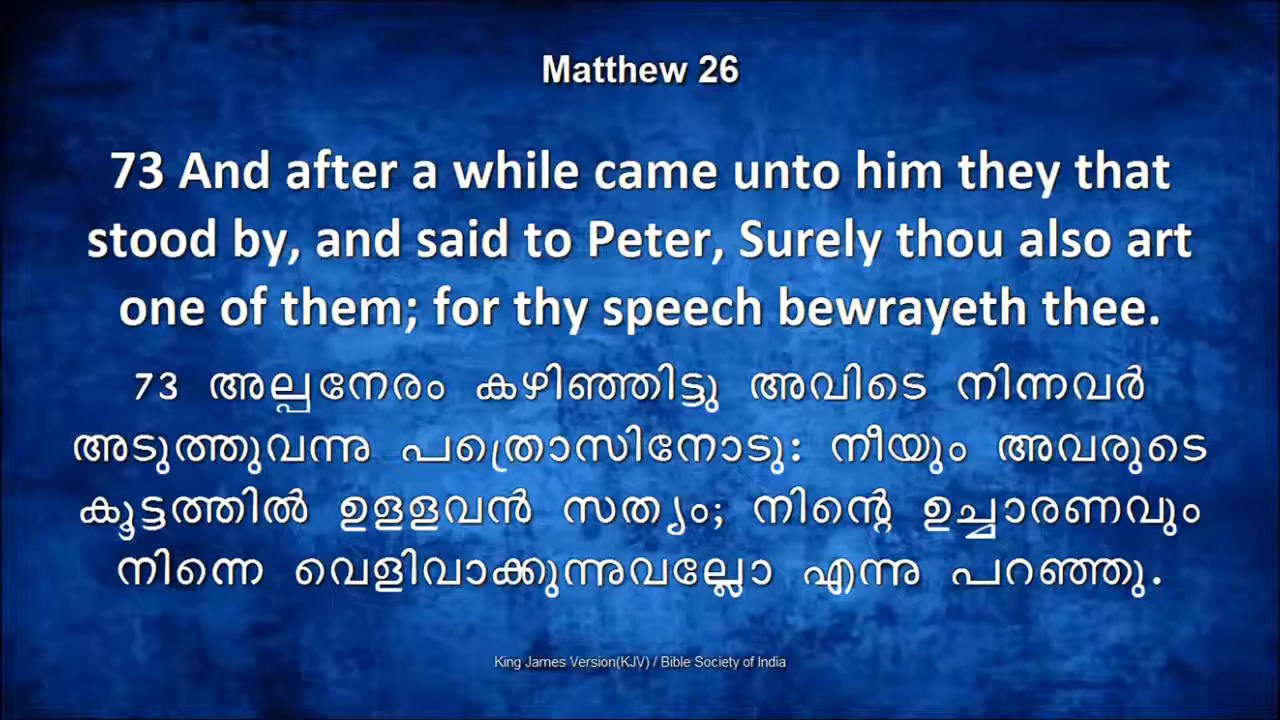 Matthew 26
73 And after a while came unto him they that
stood by, and said to Peter, Surely thou also art
one of them; for thy speech bewrayeth thee.
73 അല്പനേരം കഴിഞ്ഞിട്ടു അവിടെ നിന്നവർ
അടുത്തുവന്നു പത്രൊസിനോടു: നീയും അവരുടെ
കൂട്ടത്തിൽ ഉളളവൻ സത്യം; നിന്റെ ഉച്ചാരണവും
നിന്നെ വെളിവാക്കുന്നുവല്ലോ എന്നു പറഞ്ഞു.
King James Version(KJV) / Bible Society of India